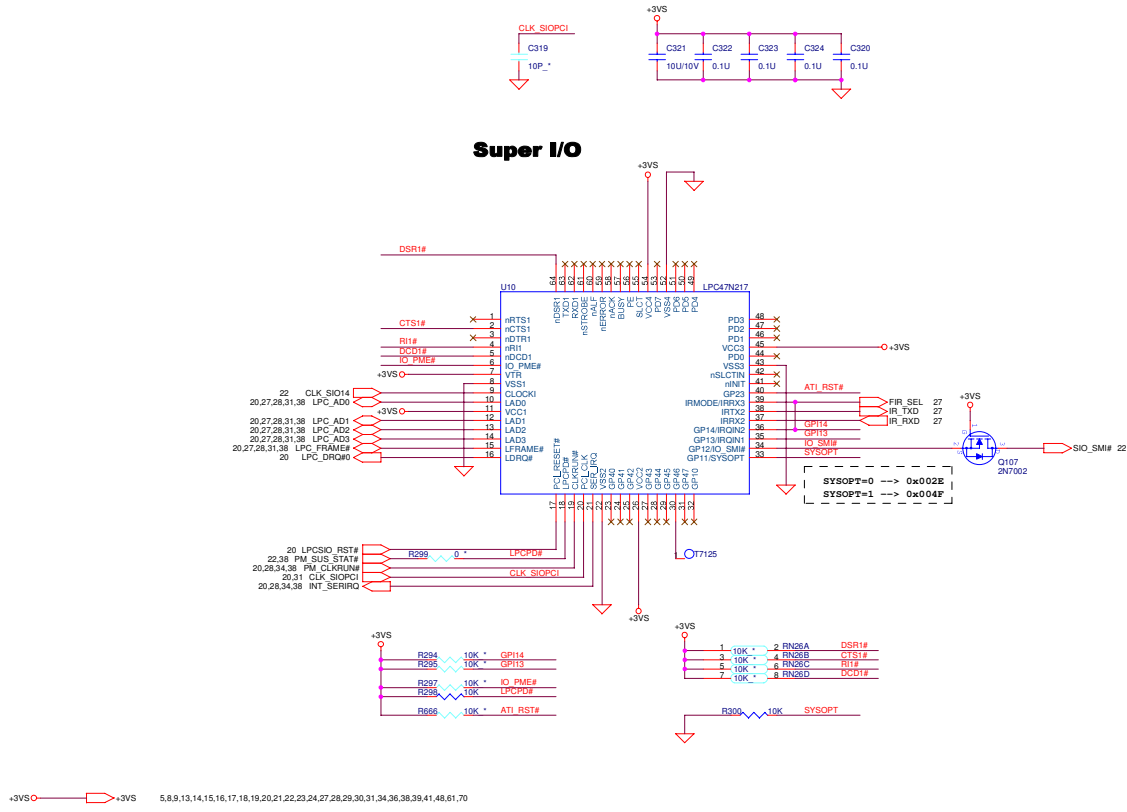 CLK_SIOPCI
C319
10P_*
+3VS
C321 C322 C323 C324 C320
10U/10V 0.1U 0.1U 0.1U 0.1U
Super I/O
+3VS
DSR1#
64 63 62 61 60 59 58 57 56 55 54 53 52 51 50 49
U10 LPC47N217
nDSR1 TXD1 RXD1 nSTROBE nALF nERROR nACK BUSY PE SLCT VCC4 PD7 VSS4 PD6 PD5 PD4
1 nRTS1 PD3 48
CTS1# 2 nCTS1 PD2 47
3 nDTR1 PD1 46
RI1# 4 nRI1 VCC3 45 +3VS
DCD1# 5 nDCD1 PD0 44
IO_PME# 6 IO_PME# VSS3 43
+3VS 7 VTR nSLCTIN 42
8 VSS1 nINIT 41
22 CLK_SIO14 9 CLOCKI GP23 40 ATI_RST#
20,27,28,31,38 LPC_AD0 10 LAD0 IRMODE/IRRX3 39 FIR_SEL 27
+3VS 11 VCC1 IRTX2 38 IR_TXD 27
20,27,28,31,38 LPC_AD1 12 LAD1 IRRX2 37 IR_RXD 27
20,27,28,31,38 LPC_AD2 13 LAD2 GP14/IRQIN2 36 GPI14
20,27,28,31,38 LPC_AD3 14 LAD3 GP13/IRQIN1 35 GPI13
20,27,28,31,38 LPC_FRAME# 15 LFRAME# GP12/IO_SMI# 34 IO_SMI#
20 LPC_DRQ#0 16 LDRQ# GP11/SYSOPT 33 SYSOPT
+3VS
1
G
2 S
D 3
SIO_SMI# 22
Q107
2N7002
SYSOPT=0 --> 0x002E
SYSOPT=1 --> 0x004F
PCI_RESET# LPCPD# CLKRUN# PCI_CLK SER_IRQ VSS2 GP40 GP41 GP42 VCC2 GP43 GP44 GP45 GP46 GP47 GP10
17 18 19 20 21 22 23 24 25 26 27 28 29 30 31 32
20 LPCSIO_RST#
22,38 PM_SUS_STAT# R299 0 * LPCPD#
20,28,34,38 PM_CLKRUN#
20,31 CLK_SIOPCI CLK_SIOPCI
20,28,34,38 INT_SERIRQ
1 T7125
+3VS
+3VS
R294 10K * GPI14
R295 10K * GPI13
R297 10K * IO_PME#
R298 10K LPCPD#
R666 10K * ATI_RST#
+3VS
1 10K_* 2 RN26A DSR1#
3 10K_* 4 RN26B CTS1#
5 10K_* 6 RN26C RI1#
7 10K_* 8 RN26D DCD1#
R300 10K SYSOPT
+3VS +3VS 5,8,9,13,14,15,16,17,18,19,20,21,22,23,24,27,28,29,30,31,34,36,38,39,41,48,61,70